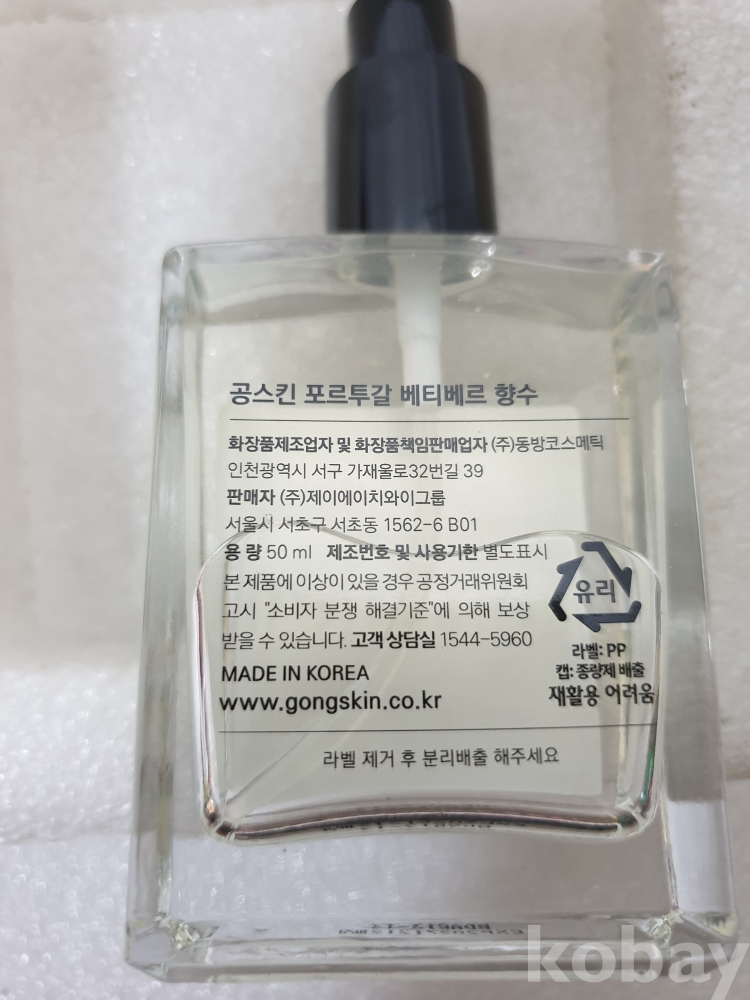 공스킨 포르투갈 베티베르 향수
화장품제조업자 및 화장품책임판매업자 (주)동방코스메틱
인천광역시 서구 가재울로32번길 39
판매자 (주)제이에이치와이그룹
서울시 서초구 서초동 1562-6 B01
용 량 50 ml 제조번호 및 사용기한 별도표시
본 제품에 이상이 있을 경우 공정거래위원회
고시 "소비자 분쟁 해결기준"에 의해 보상
받을 수 있습니다. 고객 상담실 1544-5960
MADE IN KOREA
www.gongskin.co.kr
유리
라벨: PP
캡: 종량제 배출
재활용 어려움
라벨 제거 후 분리배출 해주세요
kobay